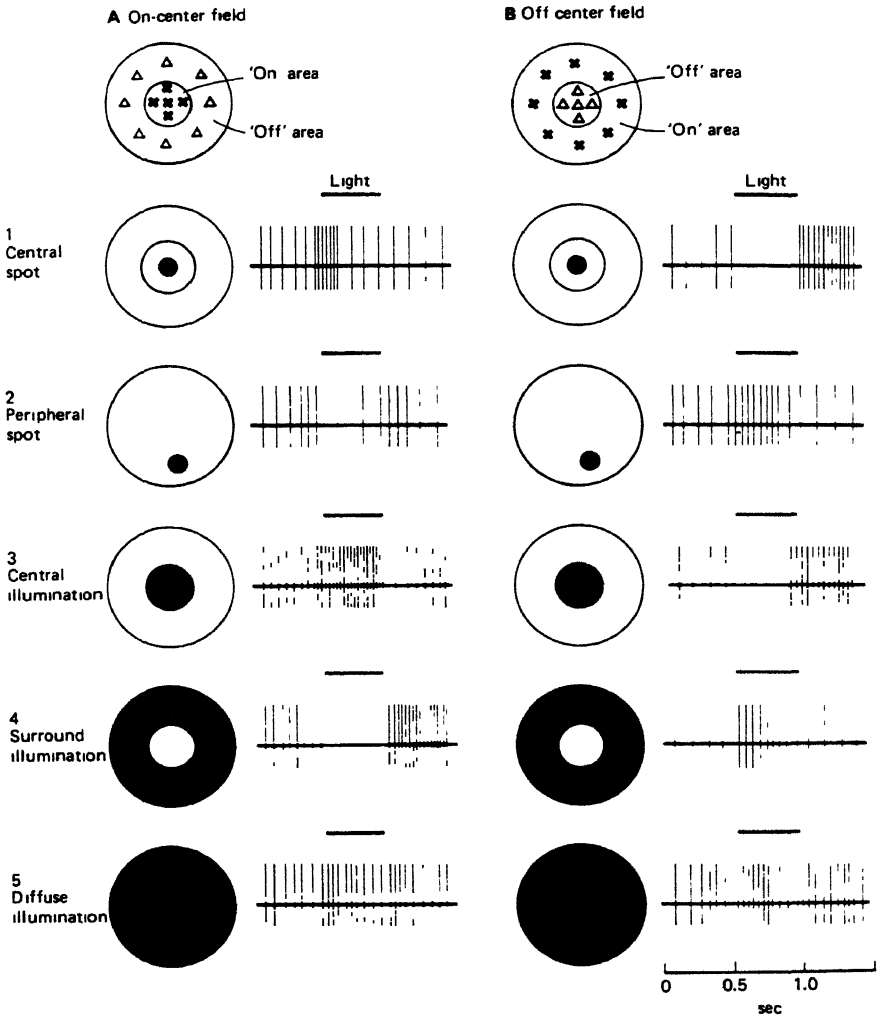 A On-center field
B Off center field
'On area
'Off' area
'Off' area
'On' area
Light
Light
1
Central
spot
2
Peripheral
spot
3
Central
illumination
4
Surround
illumination
5
Diffuse
illumination
0 0.5 1.0
sec